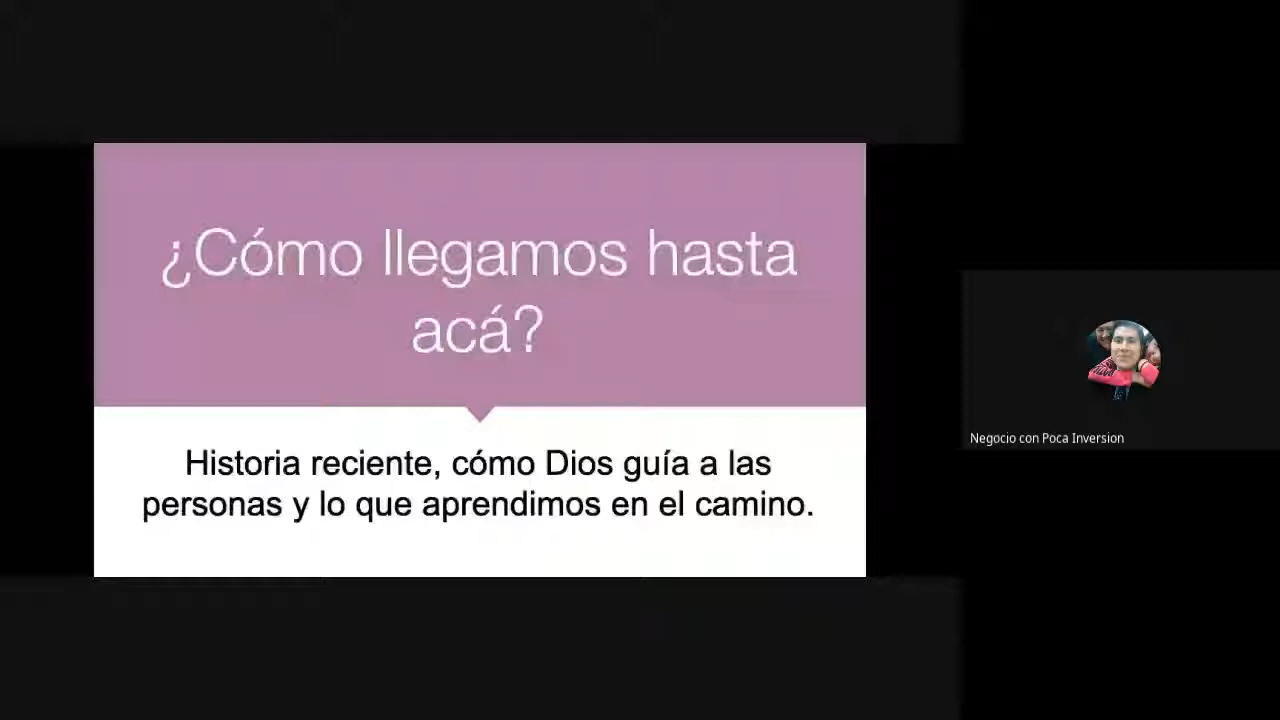 ¿Cómo llegamos hasta
acá?
Historia reciente, cómo Dios guía a las
personas y lo que aprendimos en el camino.
Negocio con Poca Inversion